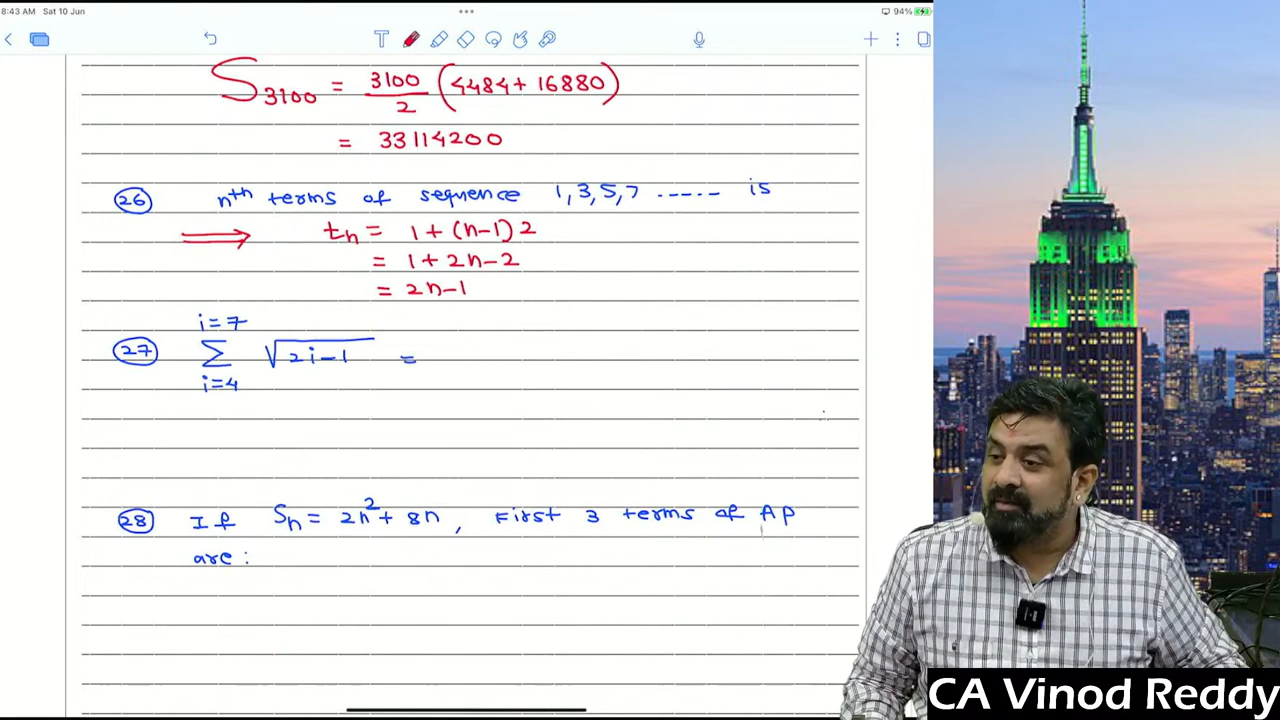 8:43 AM Sat 10 Jun
94%
S₃₁₀₀ = 3100/2 (4484 + 16880)
= 33114200
(26) nth terms of sequence 1, 3, 5, 7 ------ is
⟹ tₙ = 1 + (n-1) 2
= 1 + 2n - 2
= 2n - 1
i = 7
(27) ∑ √(2i-1) =
i = 4
(28) If Sₙ = 2n² + 8n , First 3 terms of AP
are :
CA Vinod Reddy